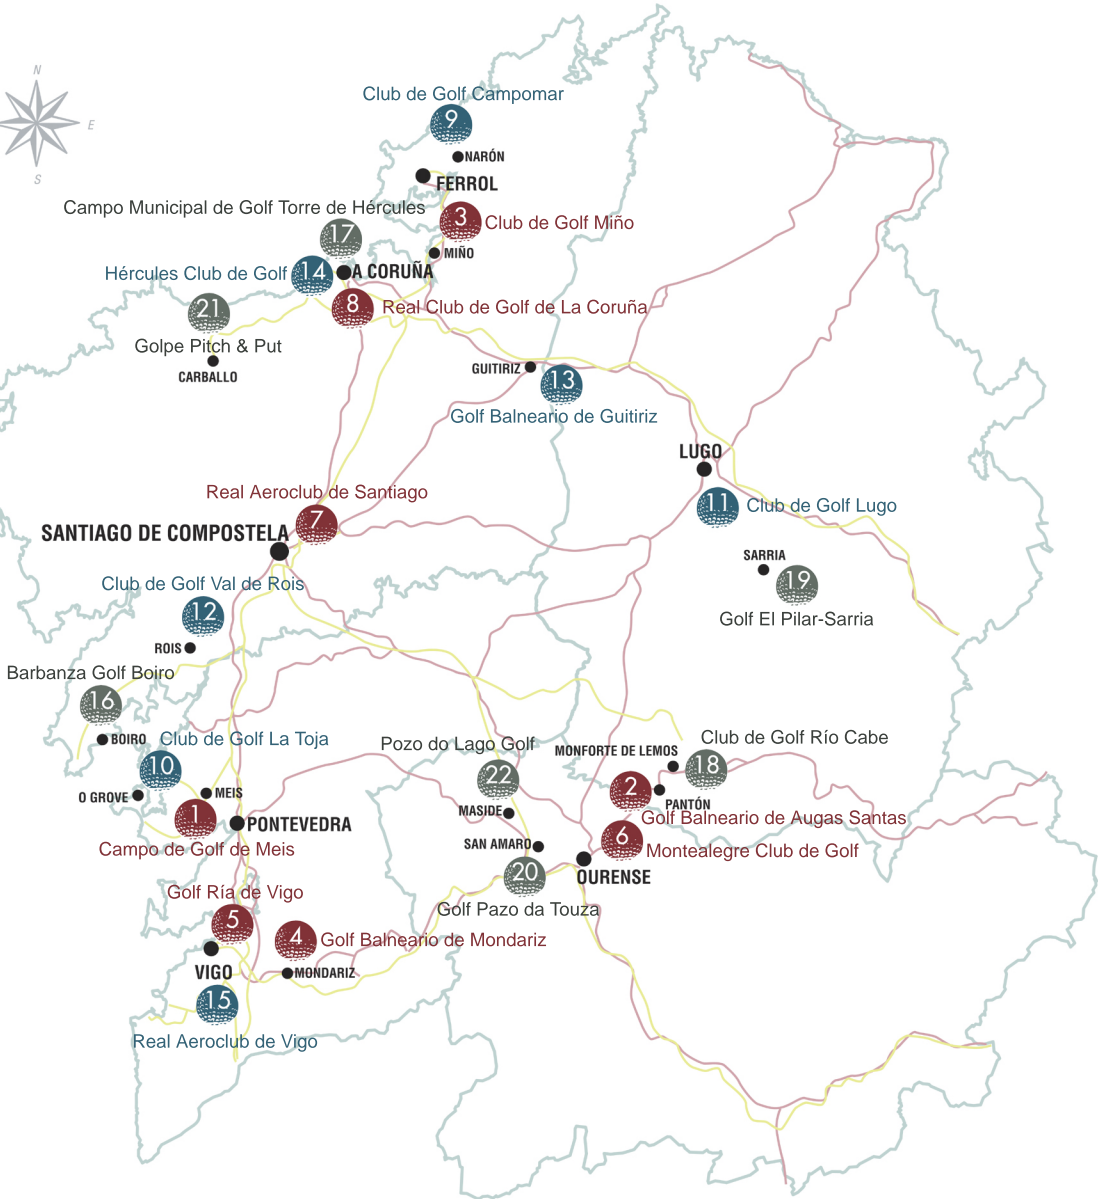 N
E
S
Club de Golf Campomar
9
NARÓN
FERROL
Campo Municipal de Golf Torre de Hércules
3
Club de Golf Miño
17
MIÑO
Hércules Club de Golf
14
A CORUÑA
21
8
Real Club de Golf de La Coruña
Golpe Pitch & Put
CARBALLO
GUITIRIZ
13
Golf Balneario de Guitiriz
LUGO
Real Aeroclub de Santiago
11
Club de Golf Lugo
7
SANTIAGO DE COMPOSTELA
SARRIA
19
Golf El Pilar-Sarria
Club de Golf Val de Rois
12
ROIS
Barbanza Golf Boiro
16
BOIRO
Club de Golf La Toja
10
O GROVE
MEIS
1
PONTEVEDRA
Campo de Golf de Meis
Pozo do Lago Golf
22
MASIDE
MONFORTE DE LEMOS
Club de Golf Río Cabe
18
2
PANTÓN
Golf Balneario de Augas Santas
6
Montealegre Club de Golf
SAN AMARO
20
OURENSE
Golf Pazo da Touza
Golf Ría de Vigo
5
4
Golf Balneario de Mondariz
VIGO
MONDARIZ
15
Real Aeroclub de Vigo